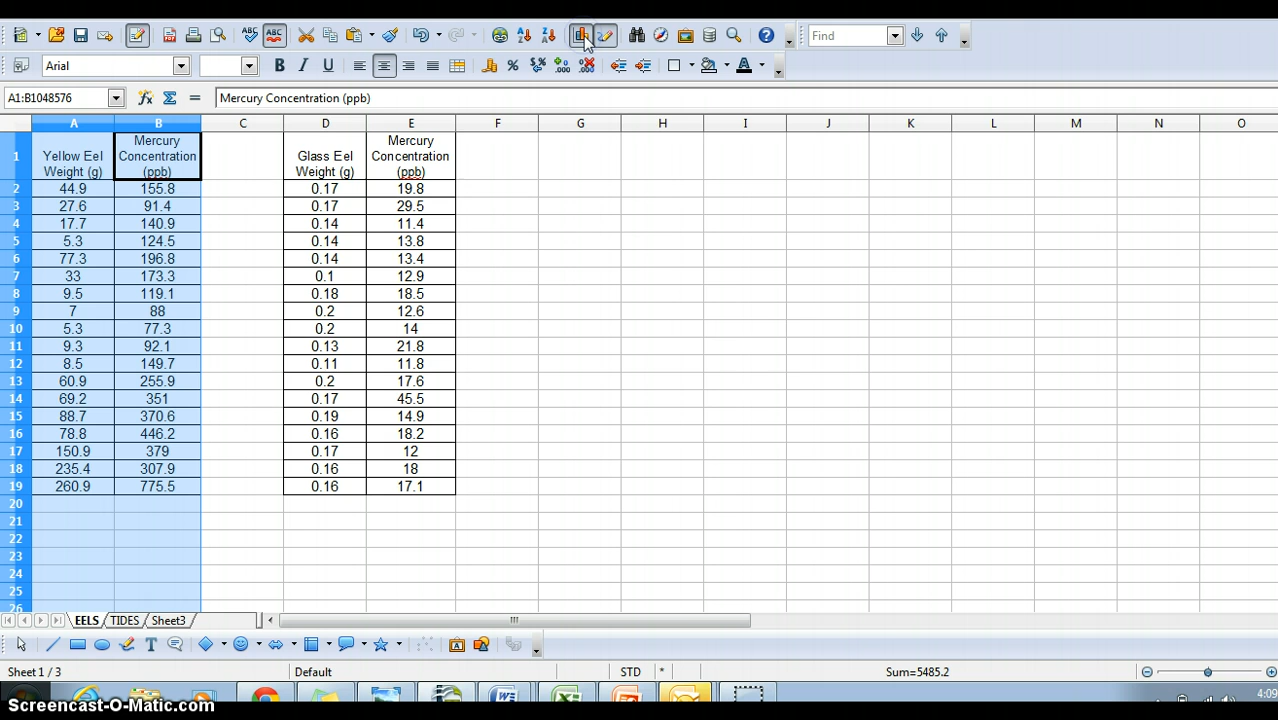 Find
Arial
A1:B1048576 Mercury Concentration (ppb)
A B C D E F G H I J K L M N O
1 Yellow Eel Weight (g) Mercury Concentration (ppb) Glass Eel Weight (g) Mercury Concentration (ppb)
2 44.9 155.8 0.17 19.8
3 27.6 91.4 0.17 29.5
4 17.7 140.9 0.14 11.4
5 5.3 124.5 0.14 13.8
6 77.3 196.8 0.14 13.4
7 33 173.3 0.1 12.9
8 9.5 119.1 0.18 18.5
9 7 88 0.2 12.6
10 5.3 77.3 0.2 14
11 9.3 92.1 0.13 21.8
12 8.5 149.7 0.11 11.8
13 60.9 255.9 0.2 17.6
14 69.2 351 0.17 45.5
15 88.7 370.6 0.19 14.9
16 78.8 446.2 0.16 18.2
17 150.9 379 0.17 12
18 235.4 307.9 0.16 18
19 260.9 775.5 0.16 17.1
20
21
22
23
24
25
26
EELS TIDES Sheet3
Sheet 1 / 3 Default STD * Sum=5485.2
4:09
Screencast-O-Matic.com